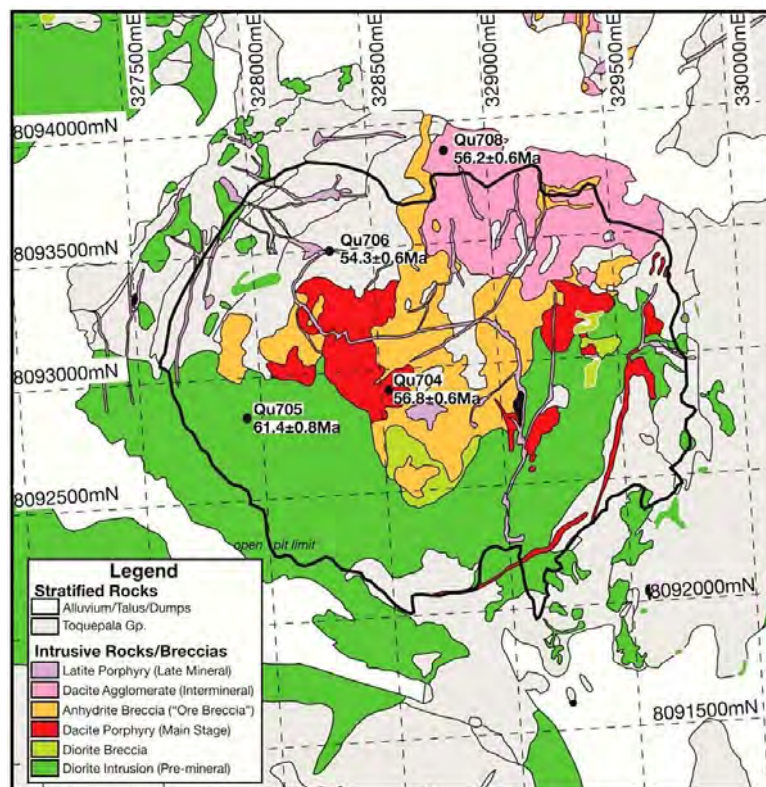 327500mE
328000mE
328500mE
329000mE
329500mE
330000mE
8094000mN
Qu708
56.2±0.6Ma
8093500mN
Qu706
54.3±0.6Ma
8093000mN
Qu704
56.8±0.6Ma
Qu705
61.4±0.8Ma
8092500mN
open pit limit
Legend
Stratified Rocks
Alluvium/Talus/Dumps
Toquepala Gp.
Intrusive Rocks/Breccias
Latite Porphyry (Late Mineral)
Dacite Agglomerate (Intermineral)
Anhydrite Breccia ("Ore Breccia")
Dacite Porphyry (Main Stage)
Diorite Breccia
Diorite Intrusion (Pre-mineral)
8092000mN
8091500mN